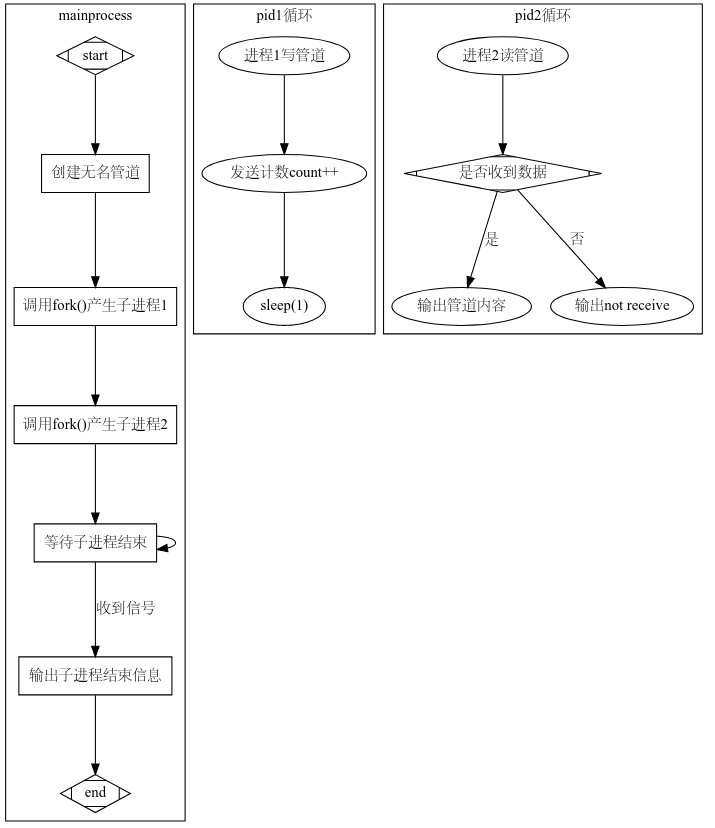 mainprocess
start
创建无名管道
调用fork()产生子进程1
调用fork()产生子进程2
等待子进程结束
收到信号
输出子进程结束信息
end
pid1循环
进程1写管道
发送计数count++
sleep(1)
pid2循环
进程2读管道
是否收到数据
是
否
输出管道内容
输出not receive